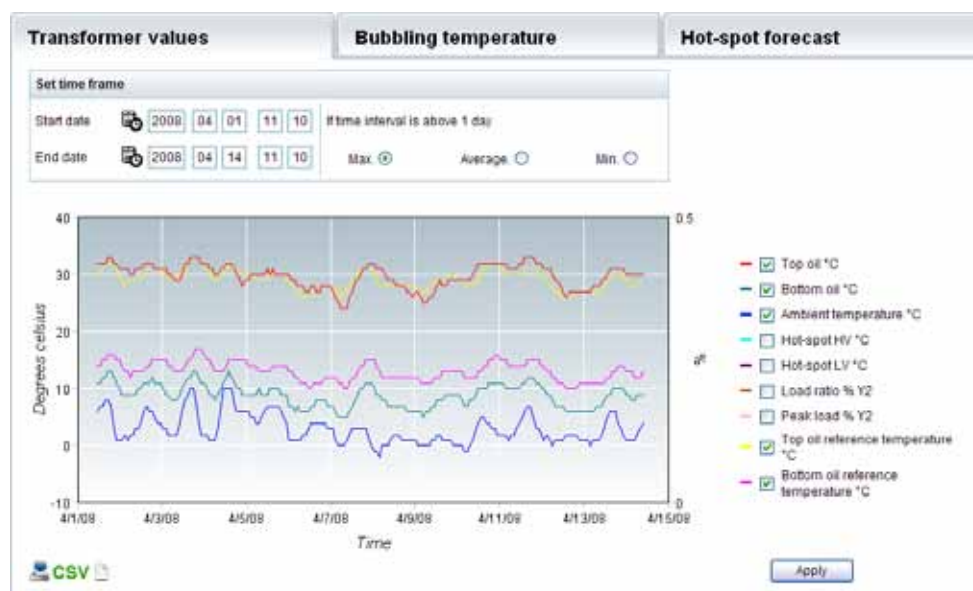 Transformer values
Bubbling temperature
Hot-spot forecast
Set time frame
Start date 2008 04 01 11 10 If time interval is above 1 day
End date 2008 04 14 11 10 Max. Average. Min.
40
30
20
10
0
-10
Degrees celsius
0.5
%
0
4/1/08 4/3/08 4/5/08 4/7/08 4/9/08 4/11/08 4/13/08 4/15/08
Time
Top oil °C
Bottom oil °C
Ambient temperature °C
Hot-spot HV °C
Hot-spot LV °C
Load ratio % Y2
Peak load % Y2
Top oil reference temperature
°C
Bottom oil reference
temperature °C
CSV
Apply